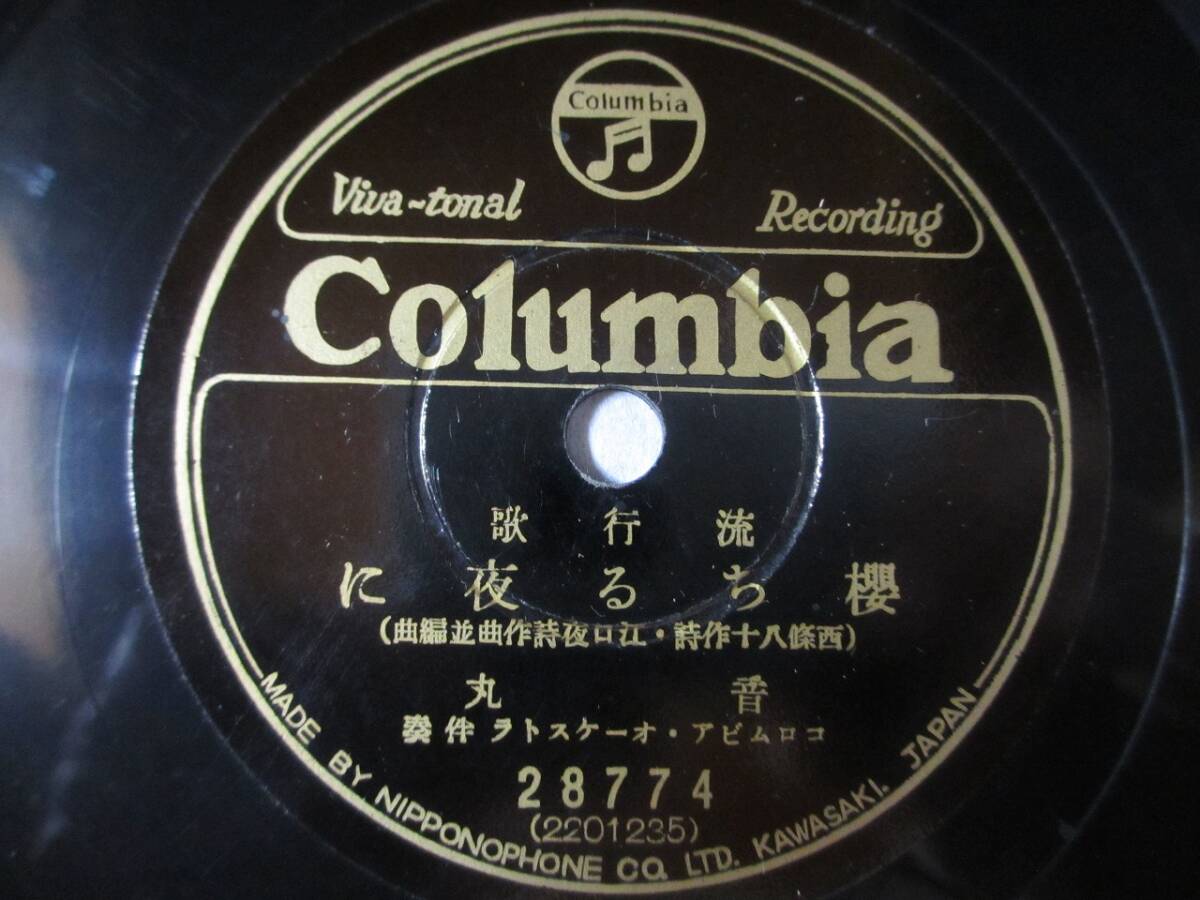 Columbia
Viva-tonal Recording
Columbia
流行歌
櫻ちる夜に
(西條八十作詩・江口夜詩作曲並編曲)
音丸
コロムビア・オーケストラ伴奏
28774
(2201235)
MADE BY NIPPONOPHONE CO. LTD. KAWASAKI. JAPAN